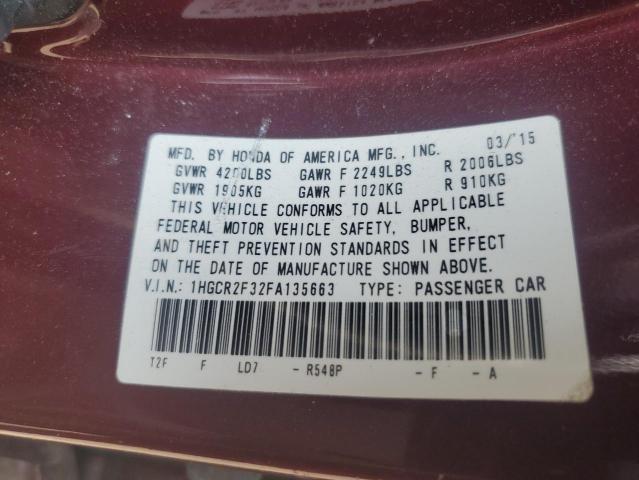 MFD. BY HONDA OF AMERICA MFG., INC. 03/'15
GVWR 4200LBS GAWR F 2249LBS R 2006LBS
GVWR 1905KG GAWR F 1020KG R 910KG
THIS VEHICLE CONFORMS TO ALL APPLICABLE
FEDERAL MOTOR VEHICLE SAFETY, BUMPER,
AND THEFT PREVENTION STANDARDS IN EFFECT
ON THE DATE OF MANUFACTURE SHOWN ABOVE.
V.I.N.: 1HGCR2F32FA135663 TYPE: PASSENGER CAR
T2F F LD7 - R548P - F - A